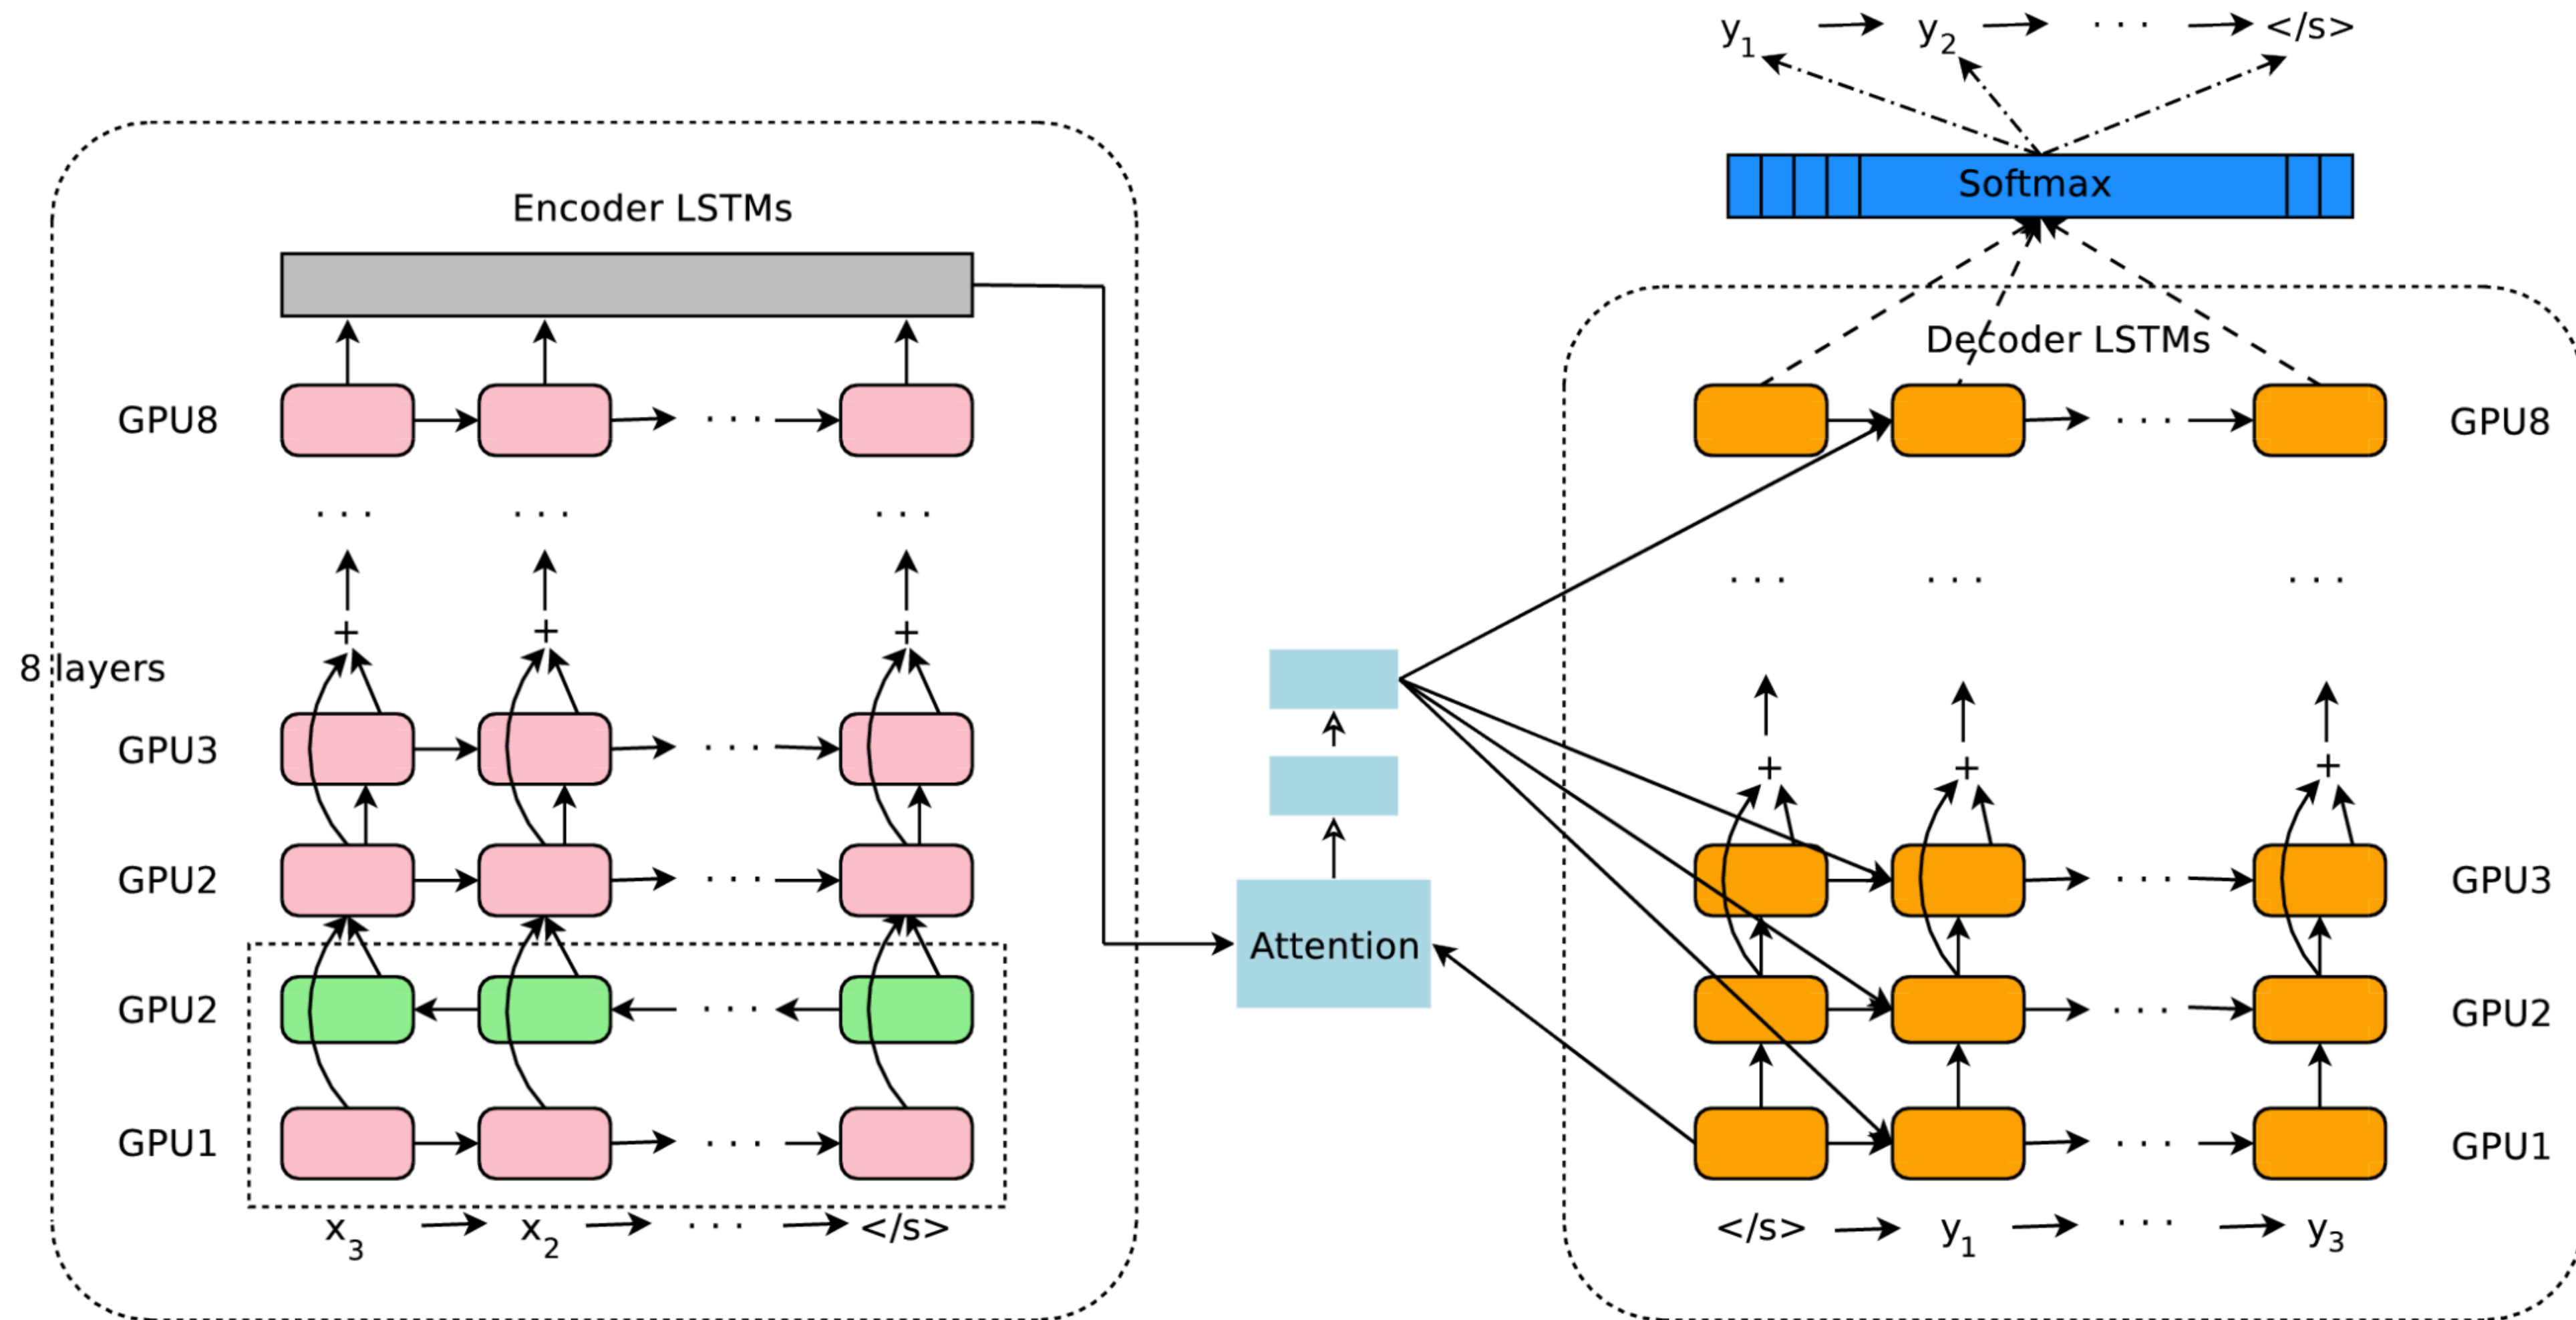 y1 y2 · · · </s>
Softmax
Encoder LSTMs
Decoder LSTMs
GPU8 · · ·
· · · GPU8
· · · · · · · · ·
· · · · · · · · ·
+ + +
8 layers
GPU3 · · ·
+ + +
GPU2 · · ·
· · · GPU3
Attention
GPU2 · · ·
· · · GPU2
GPU1 · · ·
· · · GPU1
x3 x2 · · · </s>
</s> y1 · · · y3